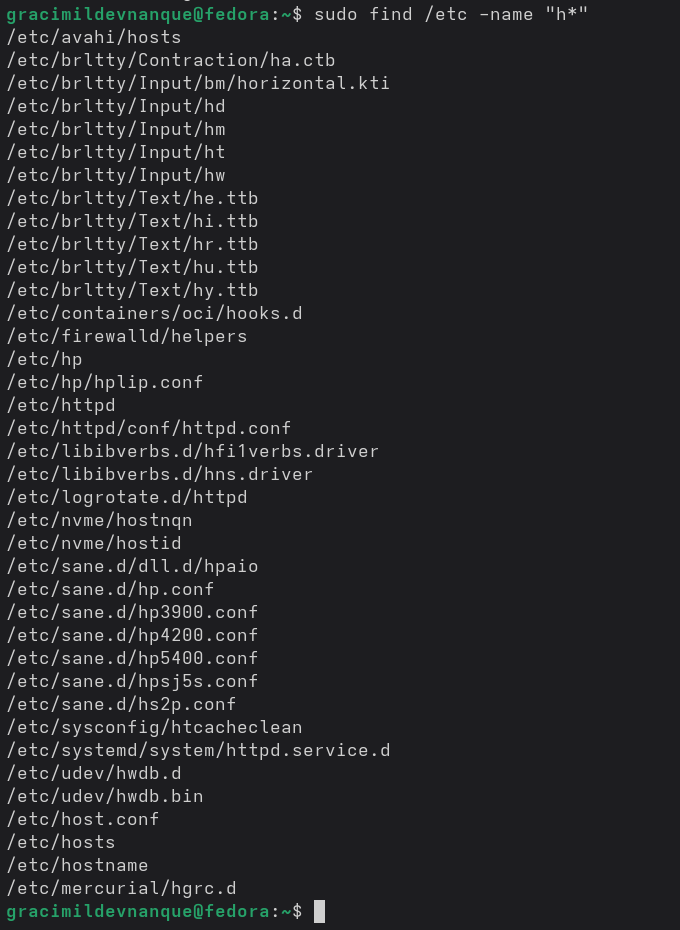 gracimildevnanque@fedora:~$ sudo find /etc -name "h*"
/etc/avahi/hosts
/etc/brltty/Contraction/ha.ctb
/etc/brltty/Input/bm/horizontal.kti
/etc/brltty/Input/hd
/etc/brltty/Input/hm
/etc/brltty/Input/ht
/etc/brltty/Input/hw
/etc/brltty/Text/he.ttb
/etc/brltty/Text/hi.ttb
/etc/brltty/Text/hr.ttb
/etc/brltty/Text/hu.ttb
/etc/brltty/Text/hy.ttb
/etc/containers/oci/hooks.d
/etc/firewalld/helpers
/etc/hp
/etc/hp/hplip.conf
/etc/httpd
/etc/httpd/conf/httpd.conf
/etc/libibverbs.d/hfi1verbs.driver
/etc/libibverbs.d/hns.driver
/etc/logrotate.d/httpd
/etc/nvme/hostnqn
/etc/nvme/hostid
/etc/sane.d/dll.d/hpaio
/etc/sane.d/hp.conf
/etc/sane.d/hp3900.conf
/etc/sane.d/hp4200.conf
/etc/sane.d/hp5400.conf
/etc/sane.d/hpsj5s.conf
/etc/sane.d/hs2p.conf
/etc/sysconfig/htcacheclean
/etc/systemd/system/httpd.service.d
/etc/udev/hwdb.d
/etc/udev/hwdb.bin
/etc/host.conf
/etc/hosts
/etc/hostname
/etc/mercurial/hgrc.d
gracimildevnanque@fedora:~$